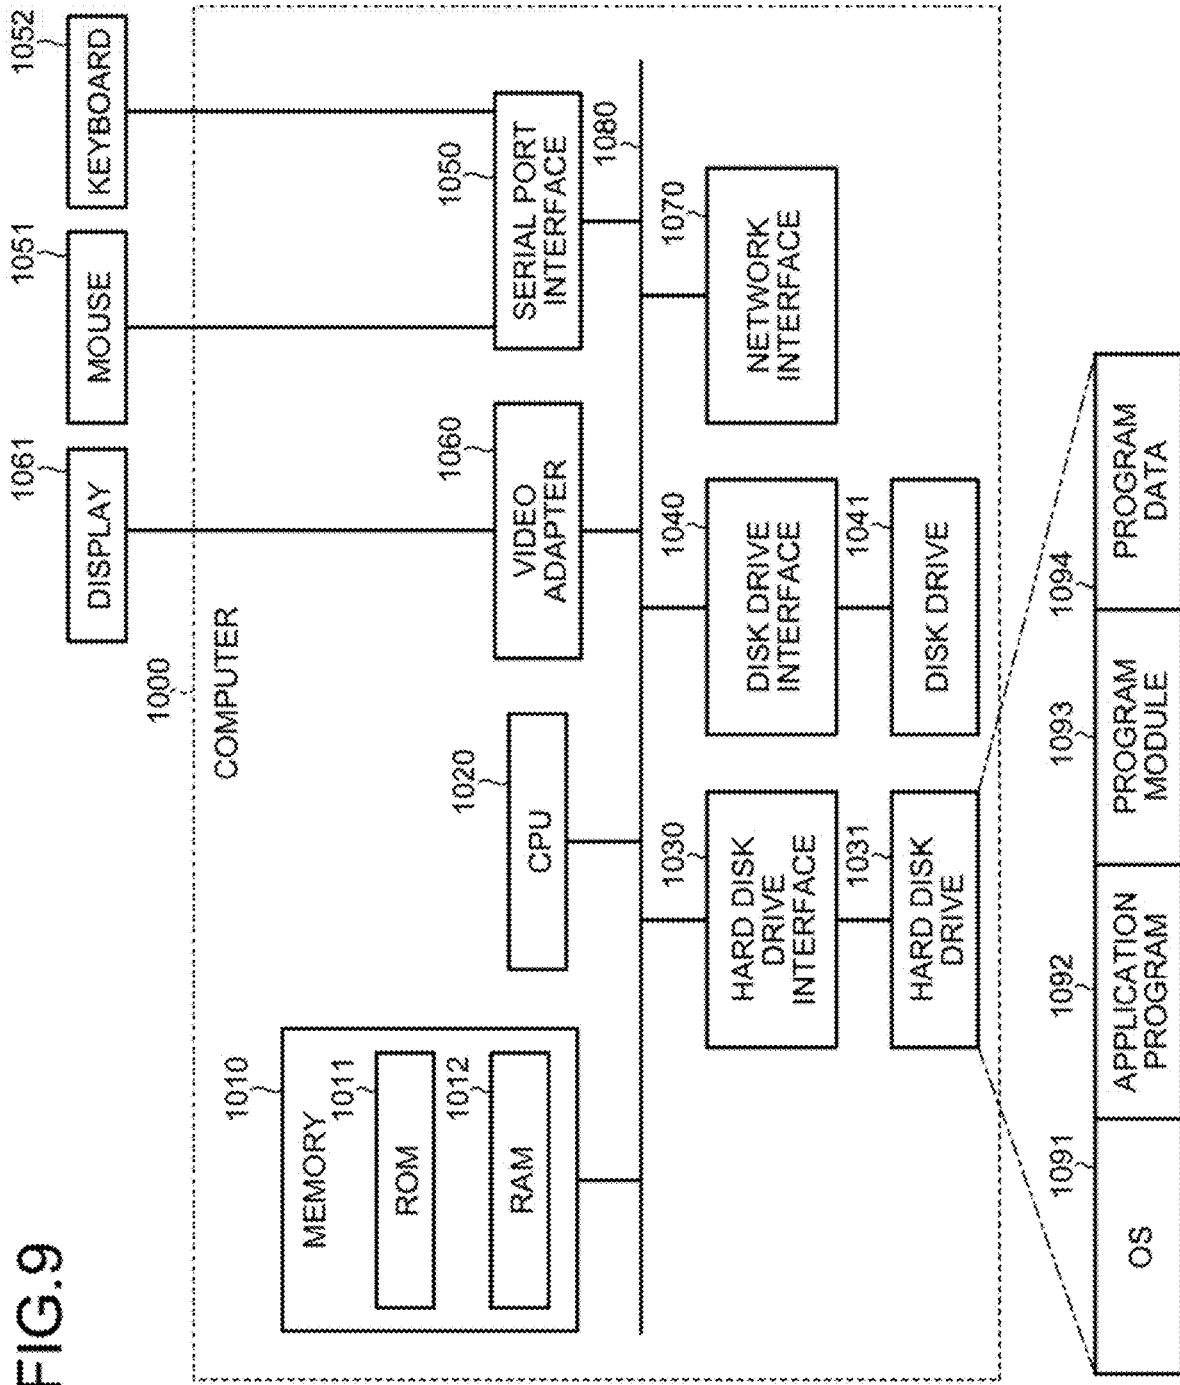 FIG.9
1000
COMPUTER
1061
DISPLAY
1051
MOUSE
1052
KEYBOARD
1010
MEMORY
1011
ROM
1012
RAM
1020
CPU
1060
VIDEO
ADAPTER
1050
SERIAL PORT
INTERFACE
1080
1030
HARD DISK
DRIVE
INTERFACE
1040
DISK DRIVE
INTERFACE
1070
NETWORK
INTERFACE
1031
HARD DISK
DRIVE
1041
DISK DRIVE
1091
OS
1092
APPLICATION
PROGRAM
1093
PROGRAM
MODULE
1094
PROGRAM
DATA